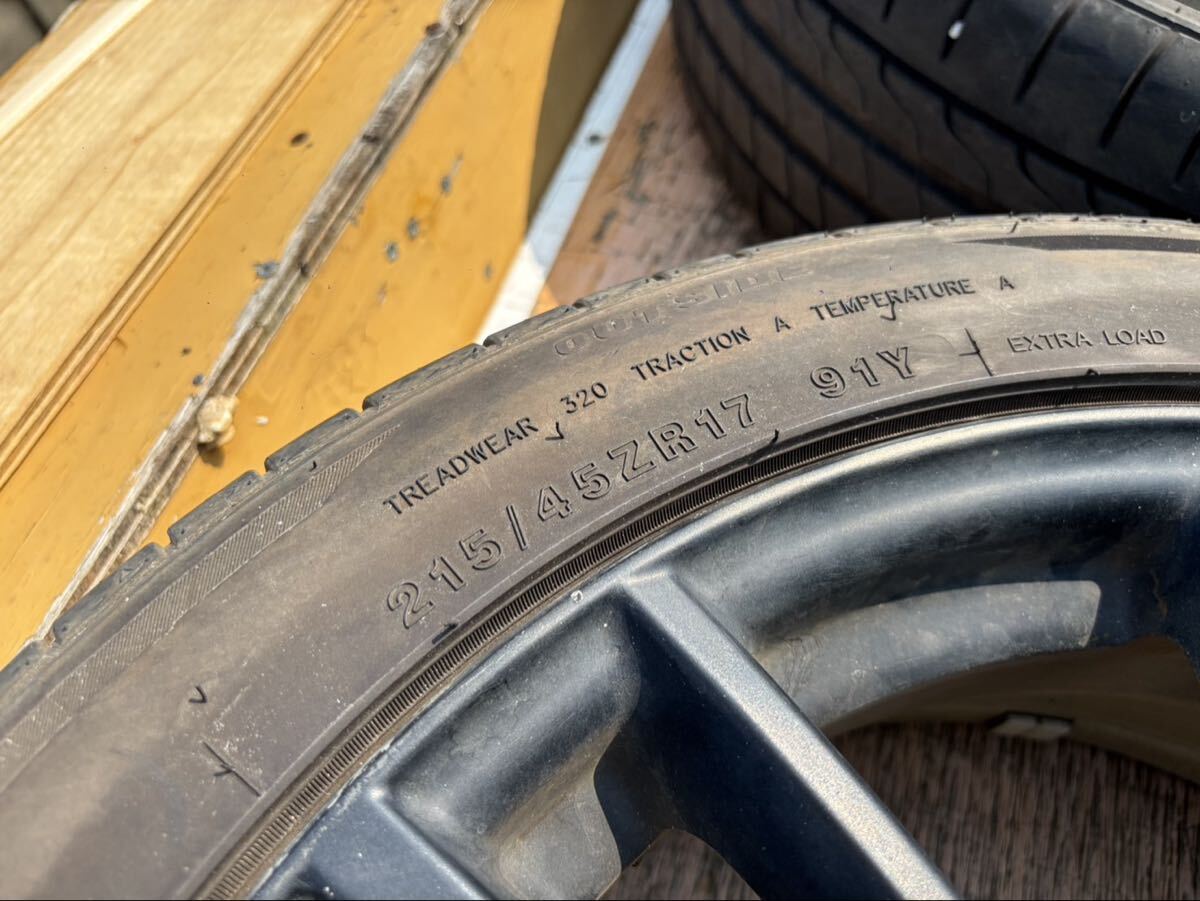 OUTSIDE
TREADWEAR 320 TRACTION A TEMPERATURE A
215/45ZR17 91Y
EXTRA LOAD